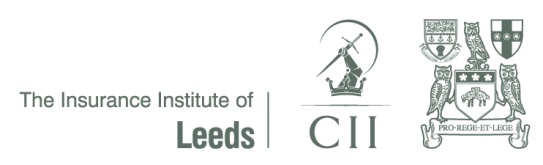 The Insurance Institute of
Leeds
CII
PRO·REGE·ET·LEGE